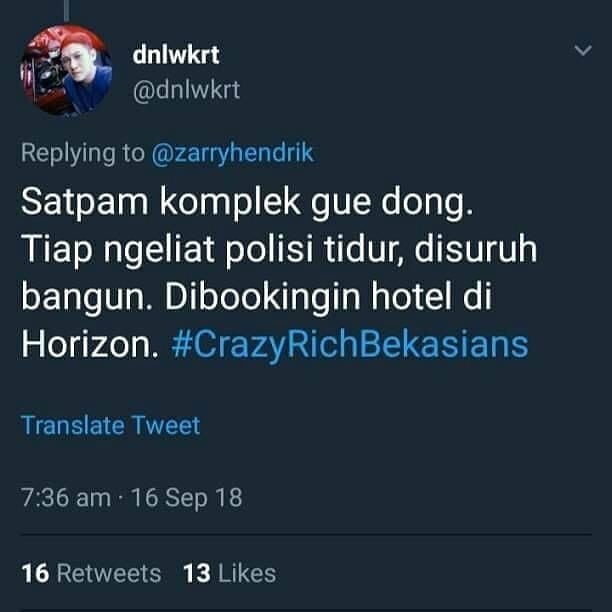 dnlwkrt
@dnlwkrt
Replying to @zarryhendrik
Satpam komplek gue dong.
Tiap ngeliat polisi tidur, disuruh
bangun. Dibookingin hotel di
Horizon. #CrazyRichBekasians
Translate Tweet
7:36 am · 16 Sep 18
16 Retweets 13 Likes